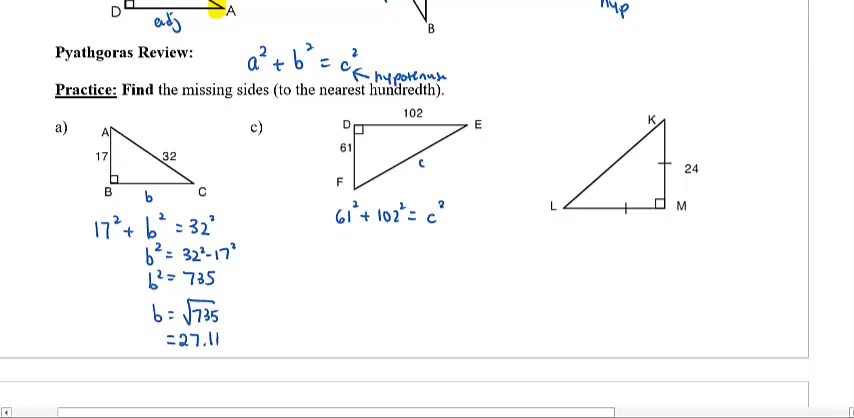 D A hyp
adj
B
Pyathgoras Review: a² + b² = c²
hypotenuse
Practice: Find the missing sides (to the nearest hundredth).
a) c) 102
A D E K
17 32 61 c 24
F
B b C L M
17² + b² = 32² 61² + 102² = c²
b² = 32² - 17²
b² = 735
b = √735
= 27.11